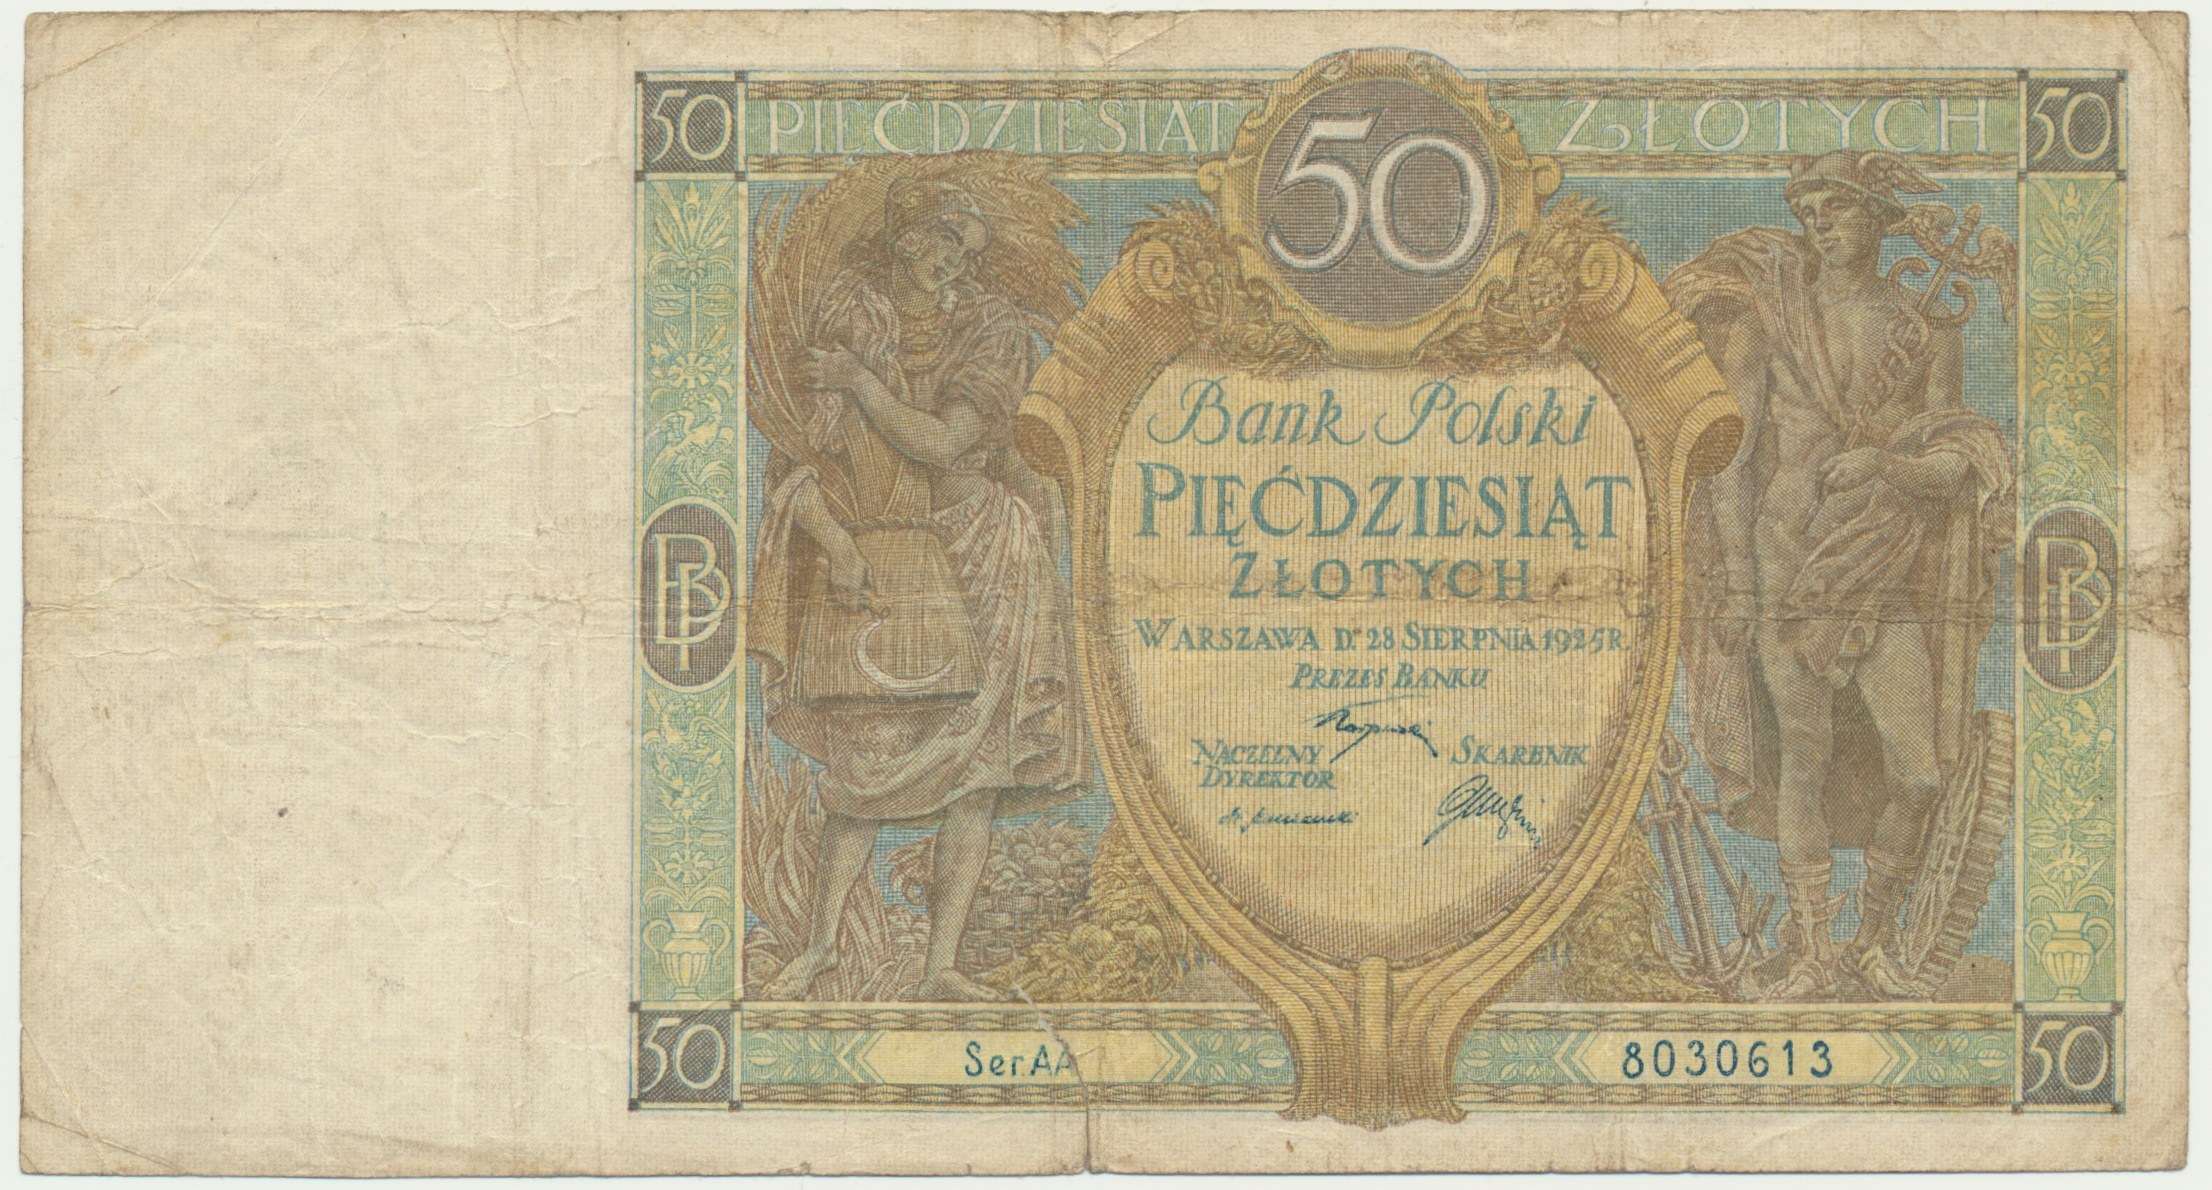 50 PIĘĆDZIESIĄT 50 ZŁOTYCH 50
Bank Polski
PIĘĆDZIESIĄT
ZŁOTYCH
WARSZAWA D. 28 SIERPNIA 1925 R.
PREZES BANKU
NACZELNY SKARBNIK
DYREKTOR
BP BP
Ser.AA 8030613
50 50